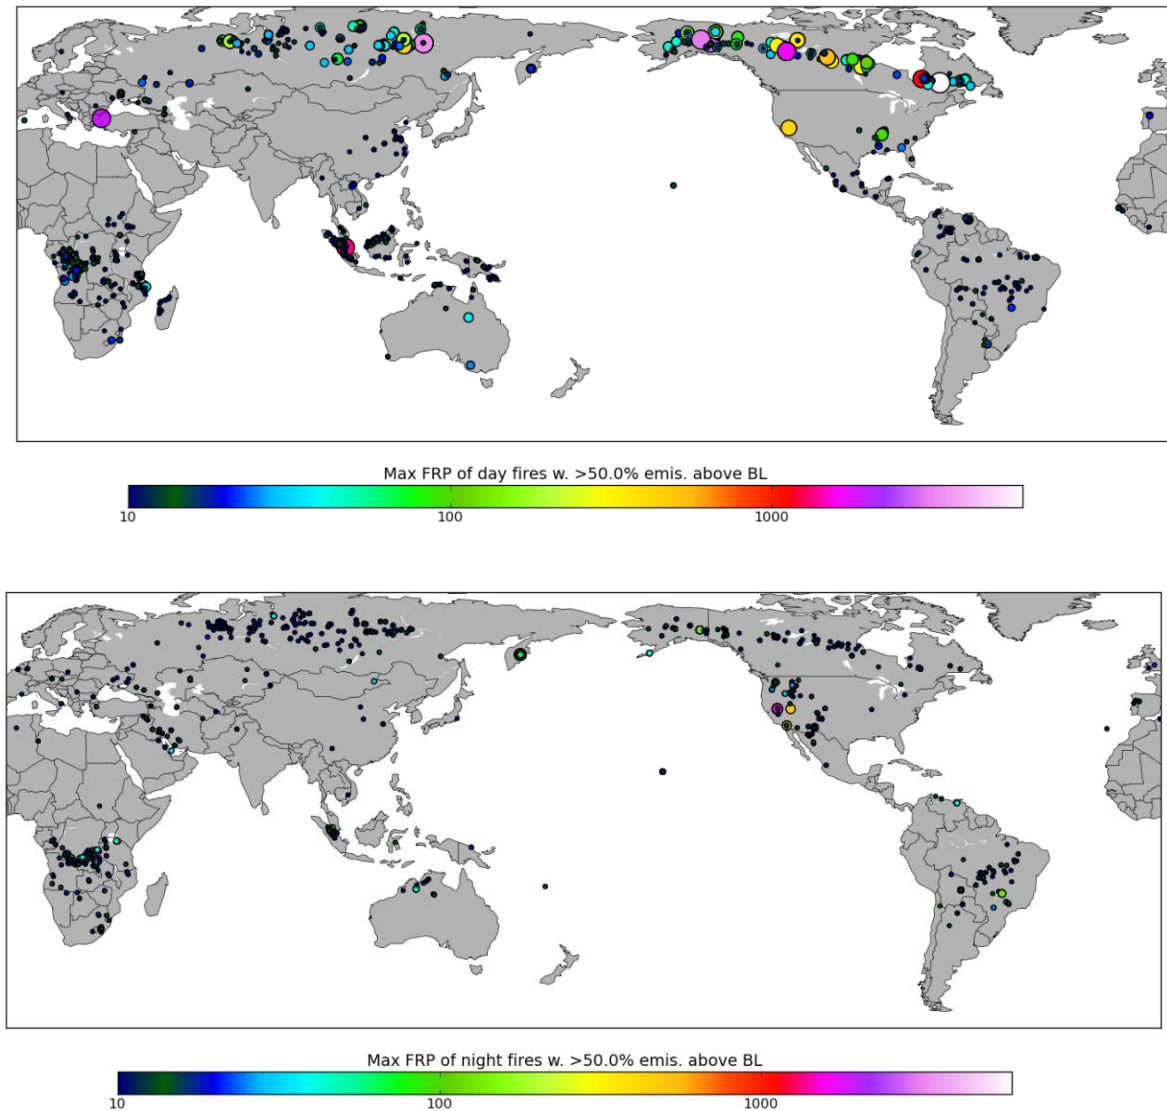 Max FRP of day fires w. >50.0% emis. above BL
10 100 1000
Max FRP of night fires w. >50.0% emis. above BL
10 100 1000